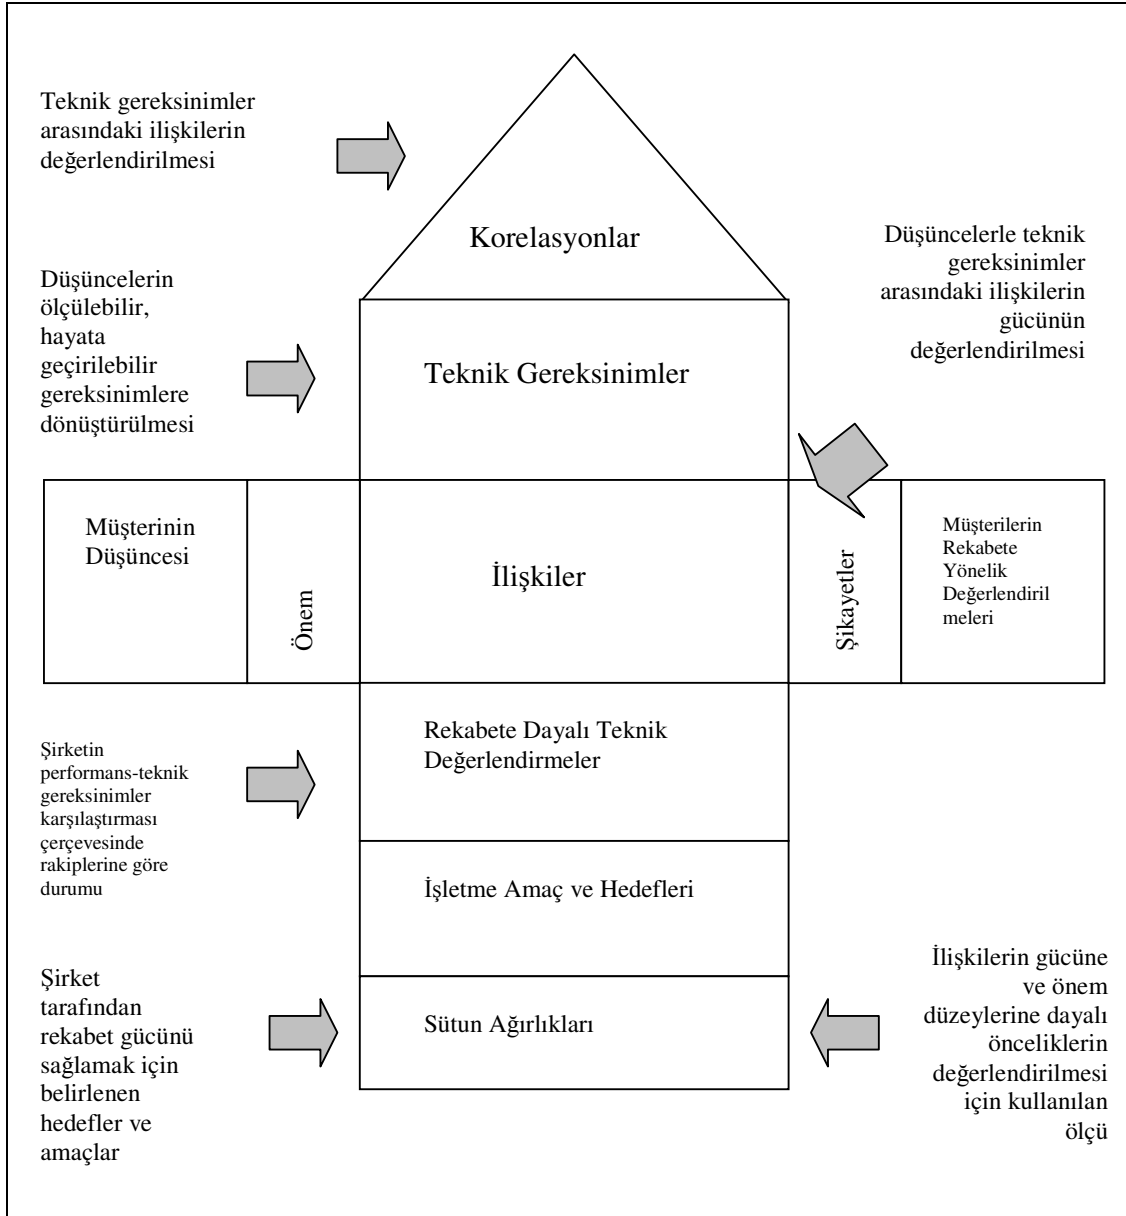 Teknik gereksinimler
arasındaki ilişkilerin
değerlendirilmesi
Korelasyonlar
Düşüncelerle teknik
gereksinimler
arasındaki ilişkilerin
gücünün
değerlendirilmesi
Düşüncelerin
ölçülebilir,
hayata
geçirilebilir
gereksinimlere
dönüştürülmesi
Teknik Gereksinimler
Müşterinin
Düşüncesi
Önem
İlişkiler
Şikayetler
Müşterilerin
Rekabete
Yönelik
Değerlendiril
meleri
Rekabete Dayalı Teknik
Değerlendirmeler
Şirketin
performans-teknik
gereksinimler
karşılaştırması
çerçevesinde
rakiplerine göre
durumu
İşletme Amaç ve Hedefleri
Şirket
tarafından
rekabet gücünü
sağlamak için
belirlenen
hedefler ve
amaçlar
Sütun Ağırlıkları
İlişkilerin gücüne
ve önem
düzeylerine dayalı
önceliklerin
değerlendirilmesi
için kullanılan
ölçü